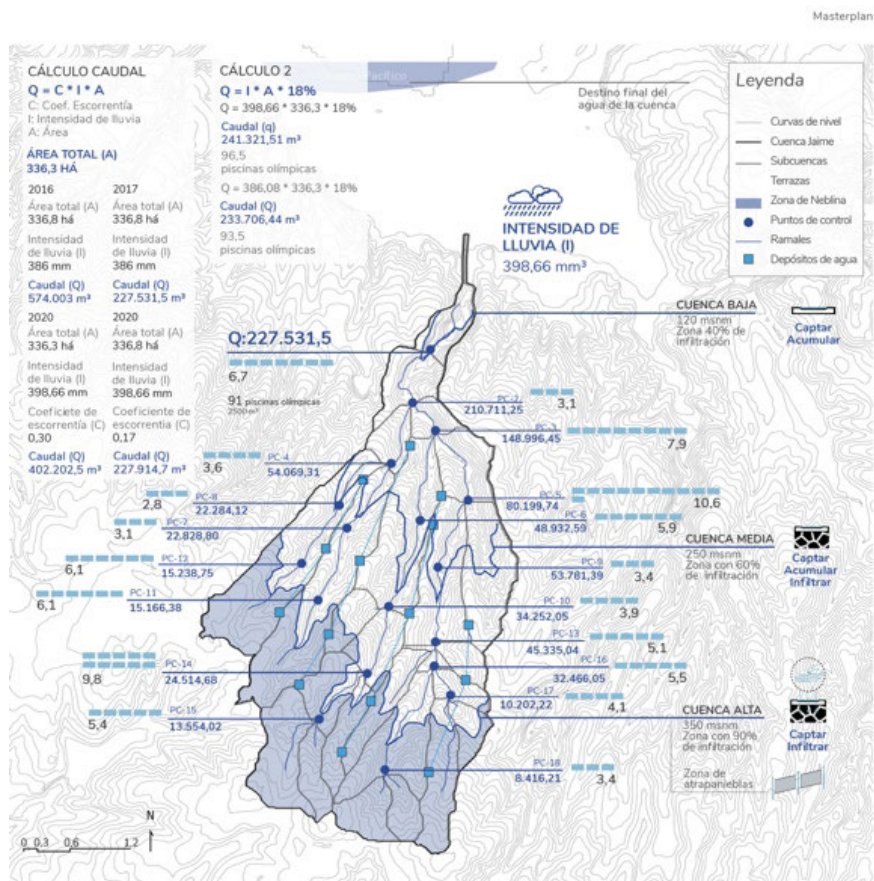 Masterplan
CÁLCULO CAUDAL
Q = C * I * A
C: Coef. Escorrentía
I: Intensidad de lluvia
A: Área
ÁREA TOTAL (A)
336,3 HÁ
2016
2017
Área total (A)
336,8 há
Área total (A)
336,8 há
Intensidad
de lluvia (I)
386 mm
Intensidad
de lluvia (I)
386 mm
Caudal (Q)
574.003 m³
Caudal (Q)
227.531,5 m³
2020
2020
Área total (A)
336,3 há
Área total (A)
336,8 há
Intensidad
de lluvia (I)
398,66 mm
Intensidad
de lluvia (I)
398,66 mm
Coeficiete de
escorrentía (C)
0,30
Coeficiente de
escorrentia (C)
0,17
Caudal (Q)
402.202,5 m³
Caudal (Q)
227.914,7 m³
CÁLCULO 2
Q = I * A * 18%
Q = 398,66 * 336,3 * 18%
Caudal (q)
241.321,51 m³
96,5
piscinas olímpicas
Q = 386,08 * 336,3 * 18%
Caudal (Q)
233.706,44 m³
93,5
piscinas olímpicas
Pacífico
Destino final del
agua de la cuenca
Leyenda
Curvas de nivel
Cuenca Jaime
Subcuencas
Terrazas
Zona de Neblina
Puntos de control
Ramales
Depósitos de agua
INTENSIDAD DE
LLUVIA (I)
398,66 mm³
CUENCA BAJA
120 msnm
Zona 40% de
infiltración
Captar
Acumular
Q:227.531,5
6,7
91 piscinas olímpicas
2500 m³
PC-2
210.711,25
3,1
PC-3
148.996,45
7,9
PC-4
54.069,31
3,6
PC-5
80.199,74
10,6
PC-6
48.932,59
5,9
PC-8
22.284,12
2,8
PC-7
22.828,80
3,1
PC-9
53.781,39
3,4
PC-12
15.238,75
6,1
PC-11
15.166,38
6,1
PC-10
34.252,05
3,9
PC-13
45.335,04
5,1
PC-14
24.514,68
9,8
PC-16
32.466,05
5,5
PC-17
10.202,22
4,1
PC-15
13.554,02
5,4
PC-18
8.416,21
3,4
CUENCA MEDIA
250 msnm
Zona con 60%
de infiltración
Captar
Acumular
Infiltrar
CUENCA ALTA
350 msnm
Zona con 90%
de infiltración
Captar
Infiltrar
Zona de
atrapanieblas
N
0 0,3 0,6 1,2